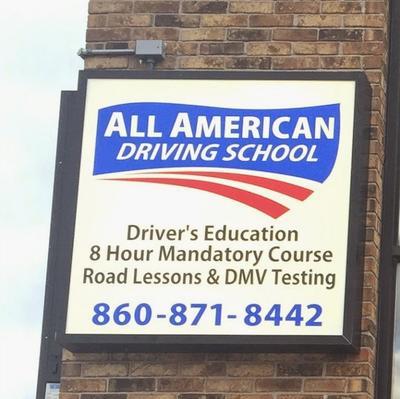 ALL AMERICAN
DRIVING SCHOOL
Driver's Education
8 Hour Mandatory Course
Road Lessons & DMV Testing
860-871-8442